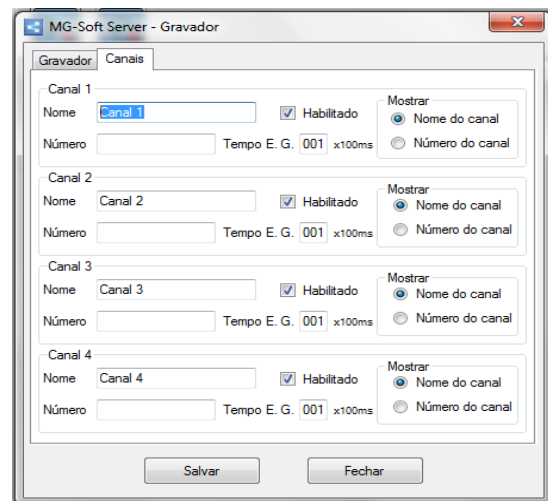 MG-Soft Server - Gravador
Gravador Canais
Canal 1
Nome Canal 1 Habilitado
Número Tempo E. G. 001 x100ms
Mostrar
Nome do canal
Número do canal
Canal 2
Nome Canal 2 Habilitado
Número Tempo E. G. 001 x100ms
Mostrar
Nome do canal
Número do canal
Canal 3
Nome Canal 3 Habilitado
Número Tempo E. G. 001 x100ms
Mostrar
Nome do canal
Número do canal
Canal 4
Nome Canal 4 Habilitado
Número Tempo E. G. 001 x100ms
Mostrar
Nome do canal
Número do canal
Salvar Fechar